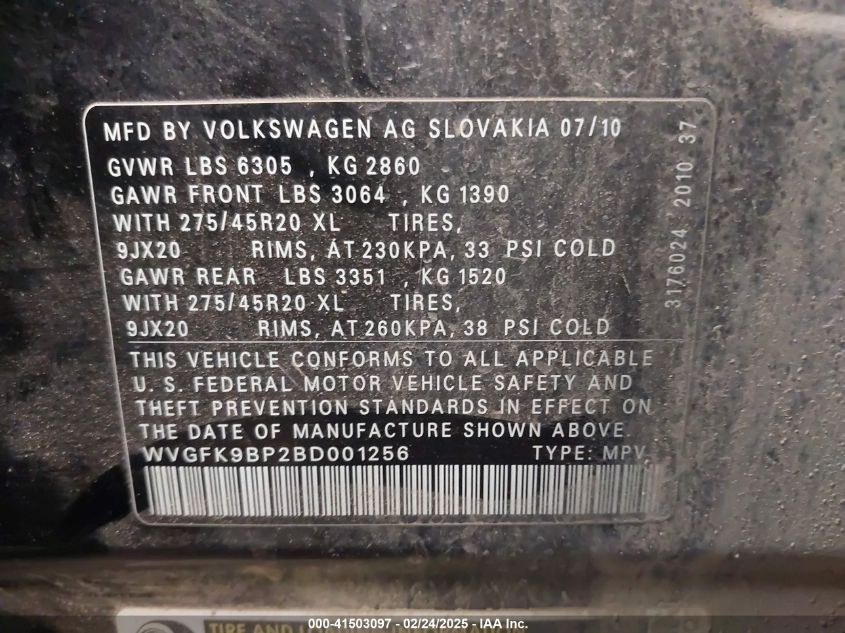 MFD BY VOLKSWAGEN AG SLOVAKIA 07/10
GVWR LBS 6305 , KG 2860
GAWR FRONT LBS 3064 , KG 1390
WITH 275/45R20 XL TIRES,
9JX20 RIMS, AT 230KPA, 33 PSI COLD
GAWR REAR LBS 3351 , KG 1520
WITH 275/45R20 XL TIRES,
9JX20 RIMS, AT 260KPA, 38 PSI COLD
THIS VEHICLE CONFORMS TO ALL APPLICABLE
U. S. FEDERAL MOTOR VEHICLE SAFETY AND
THEFT PREVENTION STANDARDS IN EFFECT ON
THE DATE OF MANUFACTURE SHOWN ABOVE.
WVGFK9BP2BD001256 TYPE: MPV
3176024 2010 37
TIRE AND
000-41503097 - 02/24/2025 - IAA Inc.